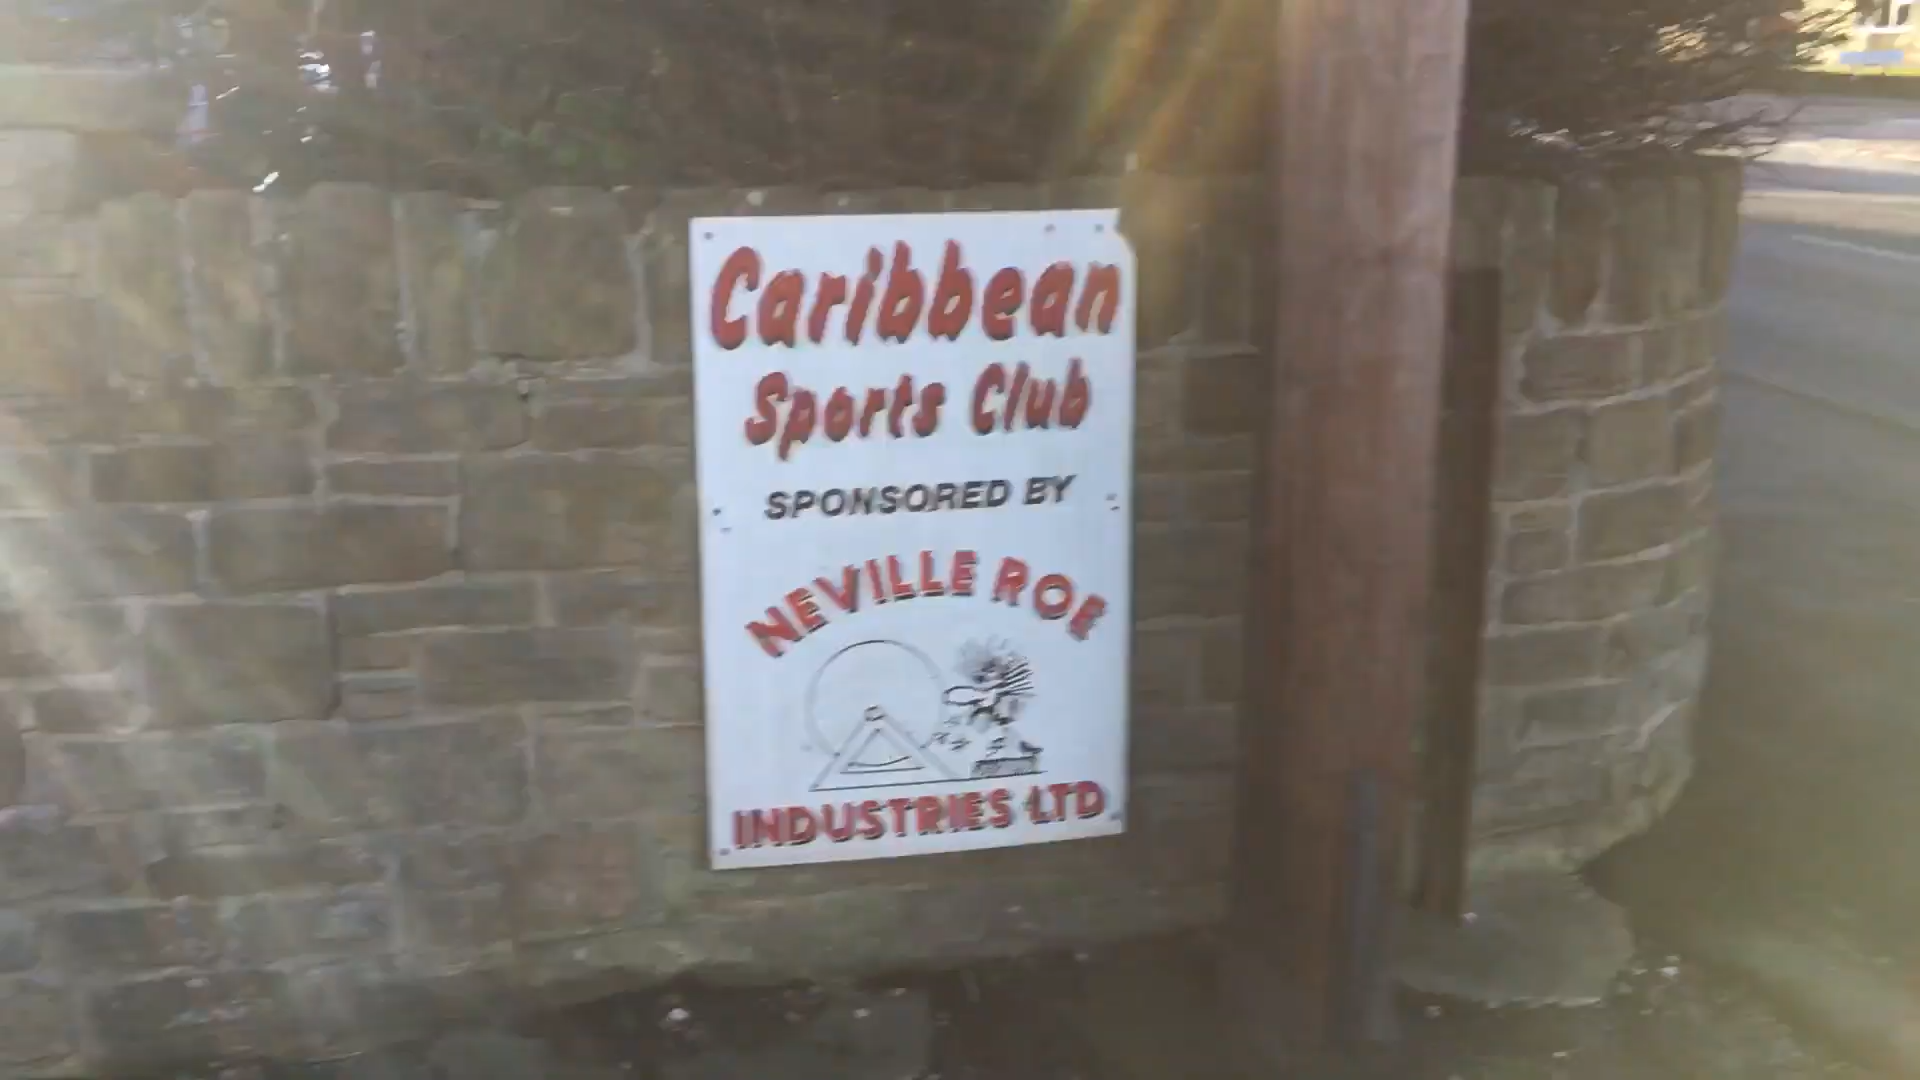 Caribbean
Sports Club
SPONSORED BY
NEVILLE ROE
INDUSTRIES LTD